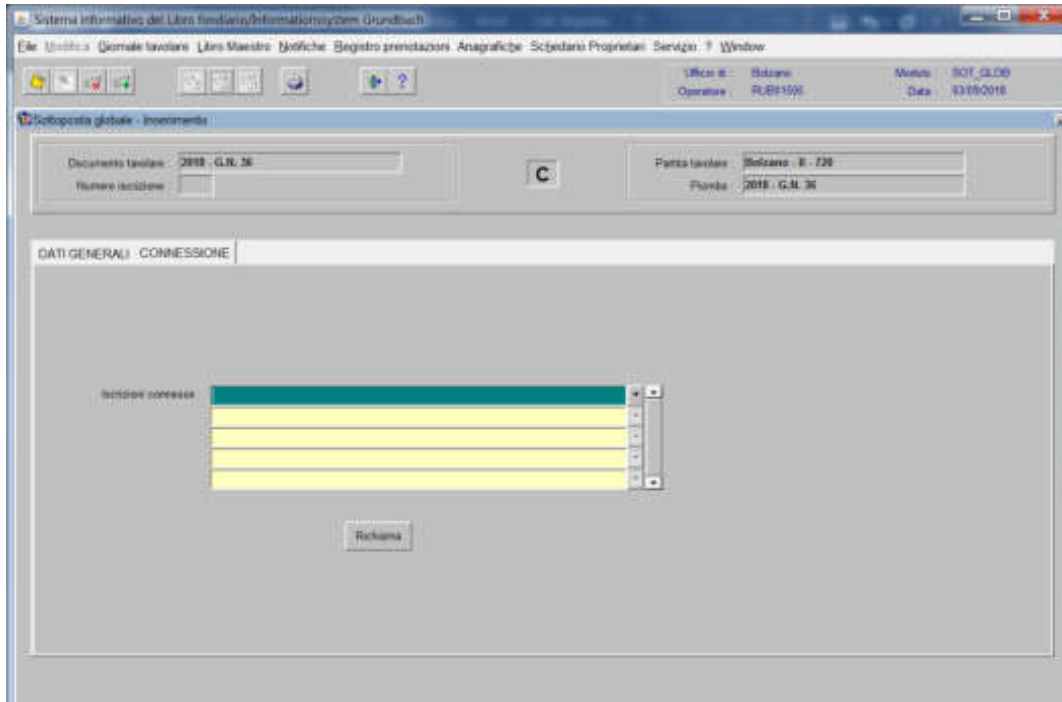 Sistema informativo del Libro fondiario/Informationssystem Grundbuch
File Modifica Giornale tavolare Libro Maestro Notifiche Registro prenotazioni Anagrafiche Schedario Proprietari Servizio ? Window
Ufficio di : Bolzano Modulo SOT_GLOB
Operatore Data 03/09/2018
Sottoposta globale - Inserimento
Documento tavolare 2018 - G.N. 36 C Partita tavolare Bolzano - II - 720
Numero iscrizione Piombo 2018 - G.N. 36
DATI GENERALI CONNESSIONE
Iscrizioni connesse
Richiama